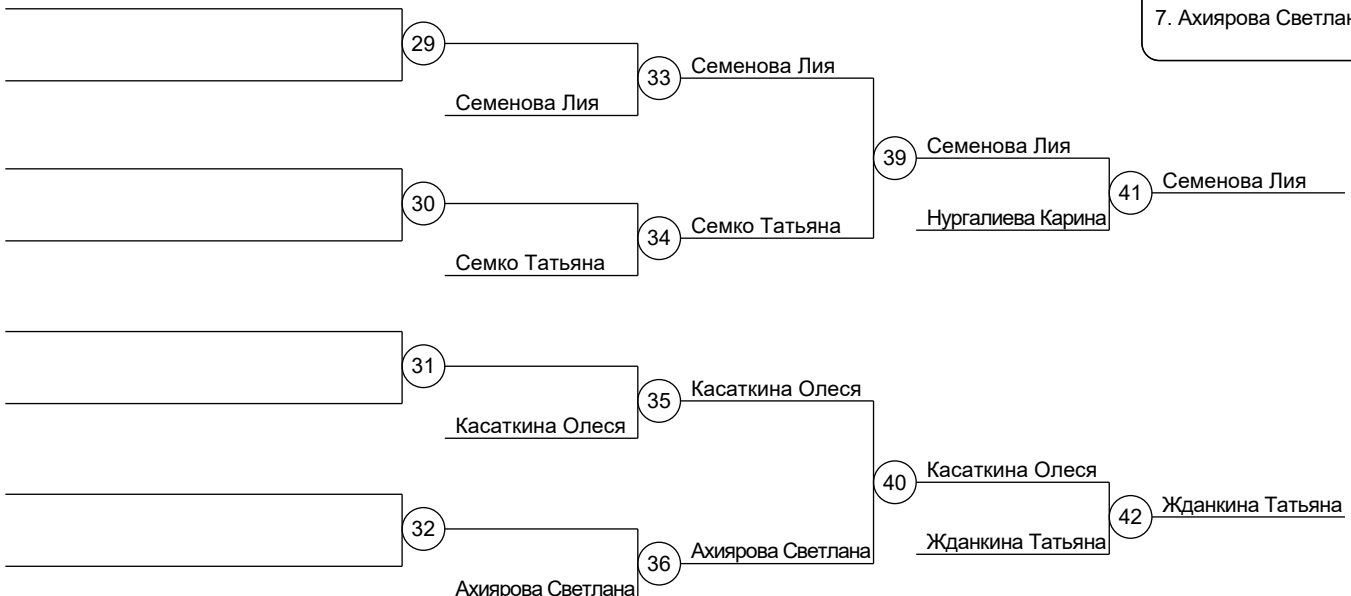 7. Ахиярова Светлан
29
33 Семенова Лия
Семенова Лия
39 Семенова Лия
30
41 Семенова Лия
Нургалиева Карина
34 Семко Татьяна
Семко Татьяна
31
35 Касаткина Олеся
Касаткина Олеся
40 Касаткина Олеся
32
42 Жданкина Татьяна
Жданкина Татьяна
36 Ахиярова Светлана
Ахиярова Светлана